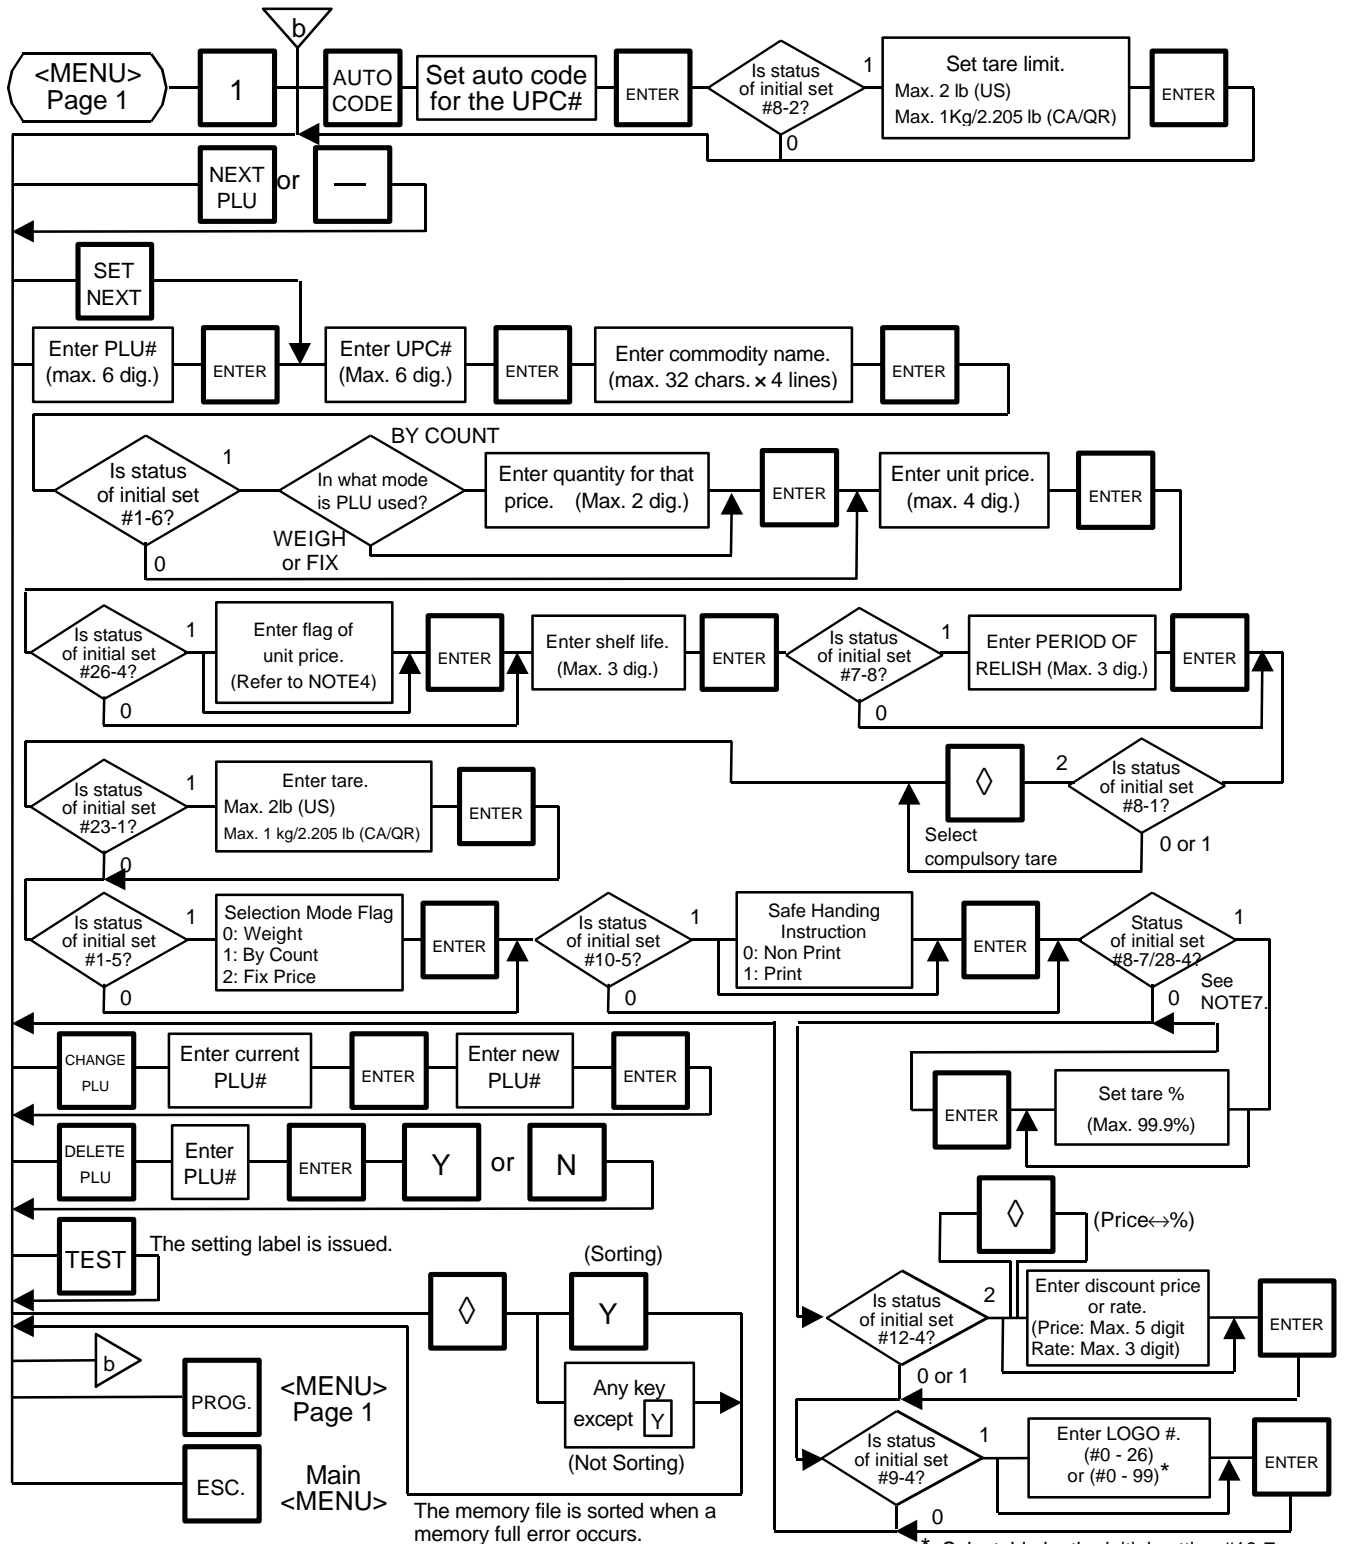 b
<MENU>
Page 1
1
AUTO
CODE
Set auto code
for the UPC#
ENTER
Is status
of initial set
#8-2?
1
0
Set tare limit.
Max. 2 lb (US)
Max. 1Kg/2.205 lb (CA/QR)
ENTER
NEXT
PLU
or
—
SET
NEXT
Enter PLU#
(max. 6 dig.)
ENTER
Enter UPC#
(Max. 6 dig.)
ENTER
Enter commodity name.
(max. 32 chars. × 4 lines)
ENTER
Is status
of initial set
#1-6?
1
0
BY COUNT
In what mode
is PLU used?
WEIGH
or FIX
Enter quantity for that
price. (Max. 2 dig.)
ENTER
Enter unit price.
(max. 4 dig.)
ENTER
Is status
of initial set
#26-4?
1
0
Enter flag of
unit price.
(Refer to NOTE4)
ENTER
Enter shelf life.
(Max. 3 dig.)
ENTER
Is status
of initial set
#7-8?
1
0
Enter PERIOD OF
RELISH (Max. 3 dig.)
ENTER
Is status
of initial set
#8-1?
2
0 or 1
◊
Select
compulsory tare
Is status
of initial set
#23-1?
1
0
Enter tare.
Max. 2lb (US)
Max. 1 kg/2.205 lb (CA/QR)
ENTER
Is status
of initial set
#1-5?
1
0
Selection Mode Flag
0: Weight
1: By Count
2: Fix Price
ENTER
Is status
of initial set
#10-5?
1
0
Safe Handing
Instruction
0: Non Print
1: Print
ENTER
Status
of initial set
#8-7/28-4?
1
0
See
NOTE7.
CHANGE
PLU
Enter current
PLU#
ENTER
Enter new
PLU#
ENTER
ENTER
Set tare %
(Max. 99.9%)
DELETE
PLU
Enter
PLU#
ENTER
Y
or
N
◊
(Price↔%)
TEST
The setting label is issued.
Is status
of initial set
#12-4?
2
0 or 1
Enter discount price
or rate.
(Price: Max. 5 digit
Rate: Max. 3 digit)
ENTER
◊
(Sorting)
Y
Any key
except Y
(Not Sorting)
b
PROG.
<MENU>
Page 1
ESC.
Main
<MENU>
The memory file is sorted when a
memory full error occurs.
Is status
of initial set
#9-4?
1
0
Enter LOGO #.
(#0 - 26)
or (#0 - 99)*
ENTER